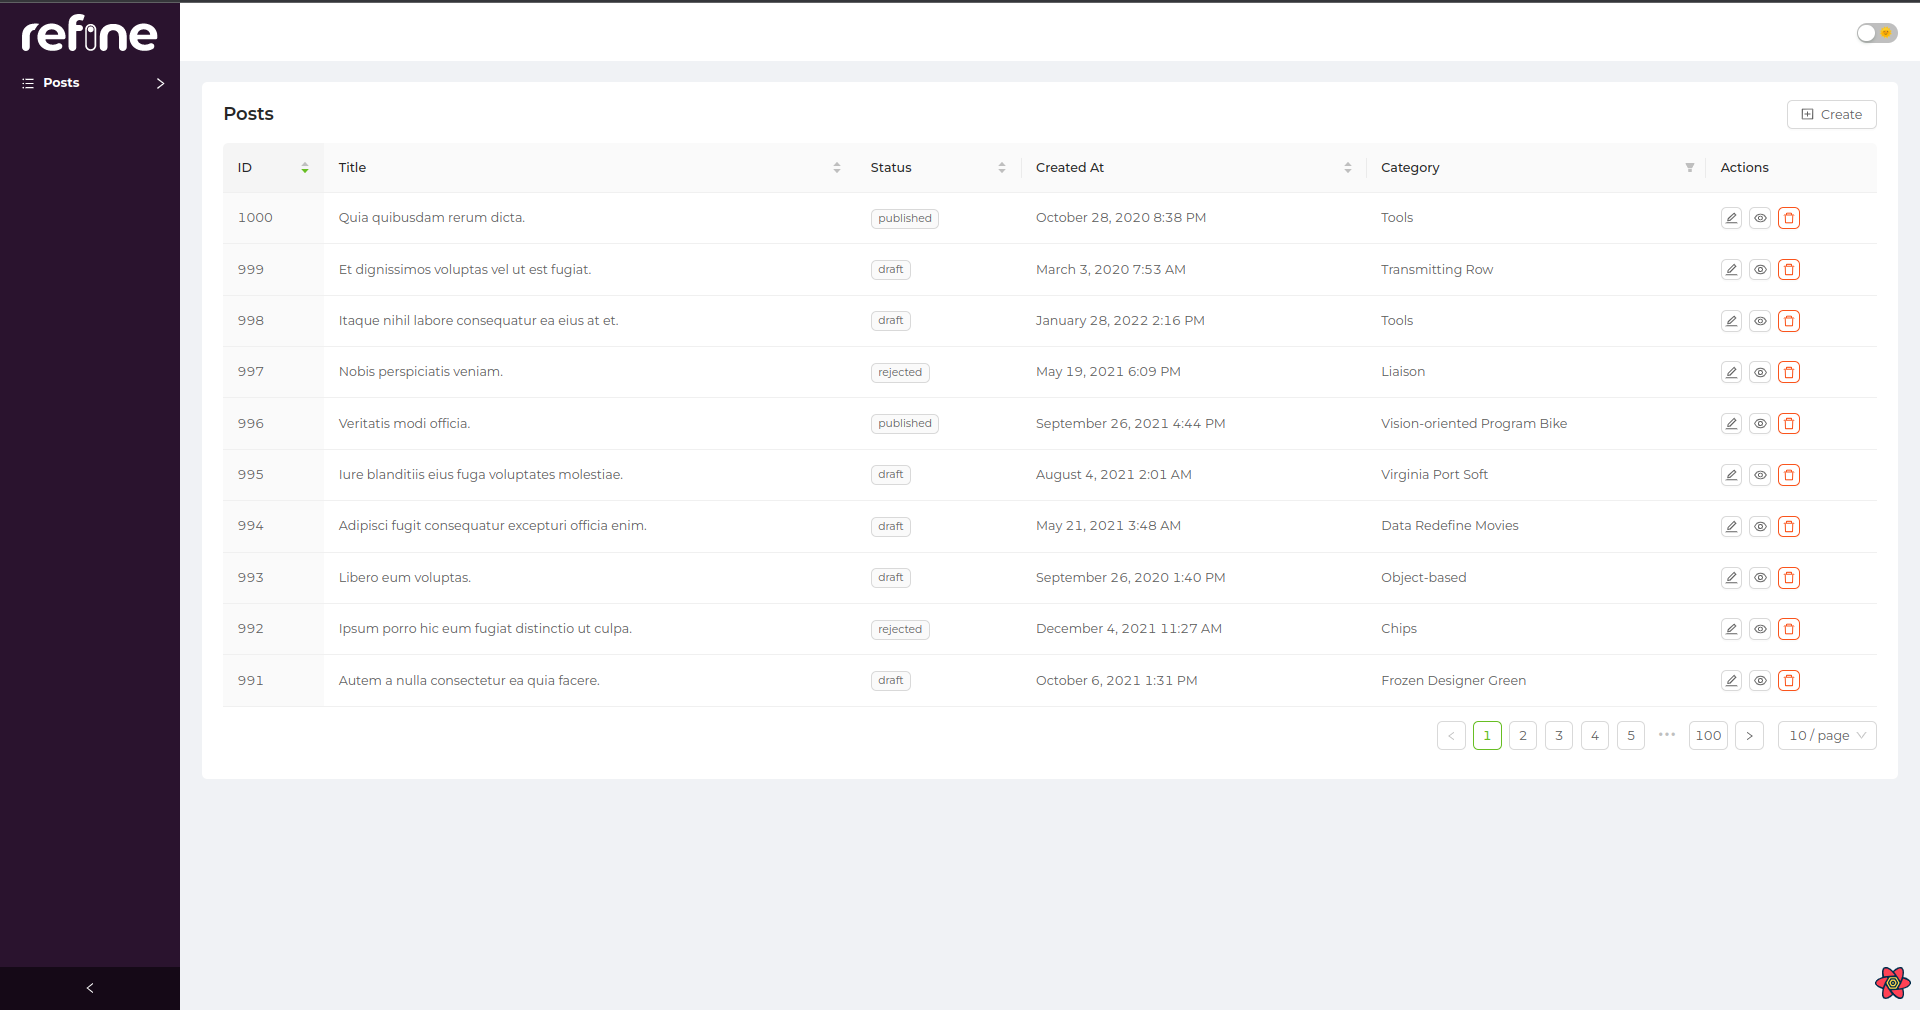 refine
Posts
Posts
Create
ID Title Status Created At Category Actions
1000 Quia quibusdam rerum dicta. published October 28, 2020 8:38 PM Tools
999 Et dignissimos voluptas vel ut est fugiat. draft March 3, 2020 7:53 AM Transmitting Row
998 Itaque nihil labore consequatur ea eius at et. draft January 28, 2022 2:16 PM Tools
997 Nobis perspiciatis veniam. rejected May 19, 2021 6:09 PM Liaison
996 Veritatis modi officia. published September 26, 2021 4:44 PM Vision-oriented Program Bike
995 Iure blanditiis eius fuga voluptates molestiae. draft August 4, 2021 2:01 AM Virginia Port Soft
994 Adipisci fugit consequatur excepturi officia enim. draft May 21, 2021 3:48 AM Data Redefine Movies
993 Libero eum voluptas. draft September 26, 2020 1:40 PM Object-based
992 Ipsum porro hic eum fugiat distinctio ut culpa. rejected December 4, 2021 11:27 AM Chips
991 Autem a nulla consectetur ea quia facere. draft October 6, 2021 1:31 PM Frozen Designer Green
< 1 2 3 4 5 ••• 100 > 10 / page